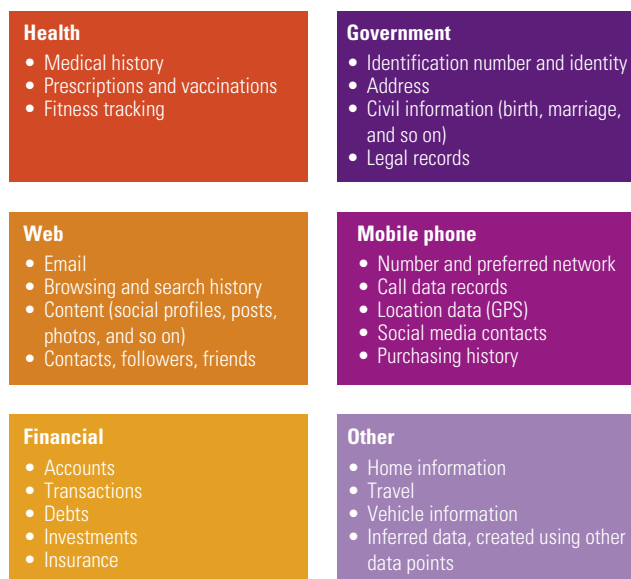 Health
• Medical history
• Prescriptions and vaccinations
• Fitness tracking
Government
• Identification number and identity
• Address
• Civil information (birth, marriage,
and so on)
• Legal records
Web
• Email
• Browsing and search history
• Content (social profiles, posts,
photos, and so on)
• Contacts, followers, friends
Mobile phone
• Number and preferred network
• Call data records
• Location data (GPS)
• Social media contacts
• Purchasing history
Financial
• Accounts
• Transactions
• Debts
• Investments
• Insurance
Other
• Home information
• Travel
• Vehicle information
• Inferred data, created using other
data points